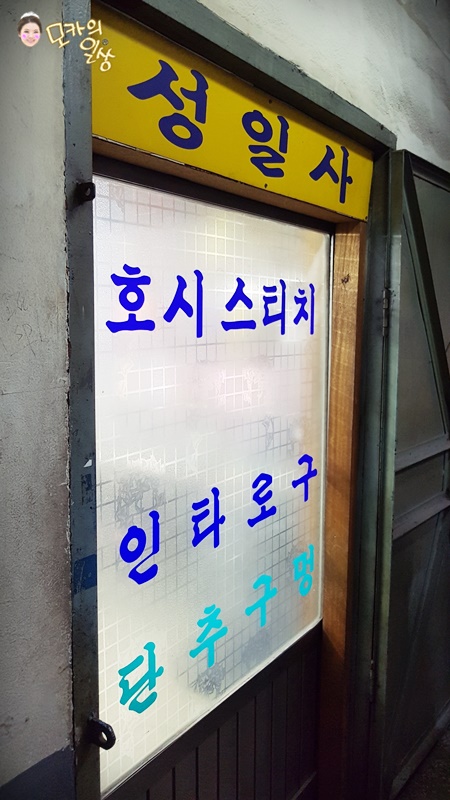 모카의
일상
성일사
호시 스티치
인타로구
단추구멍